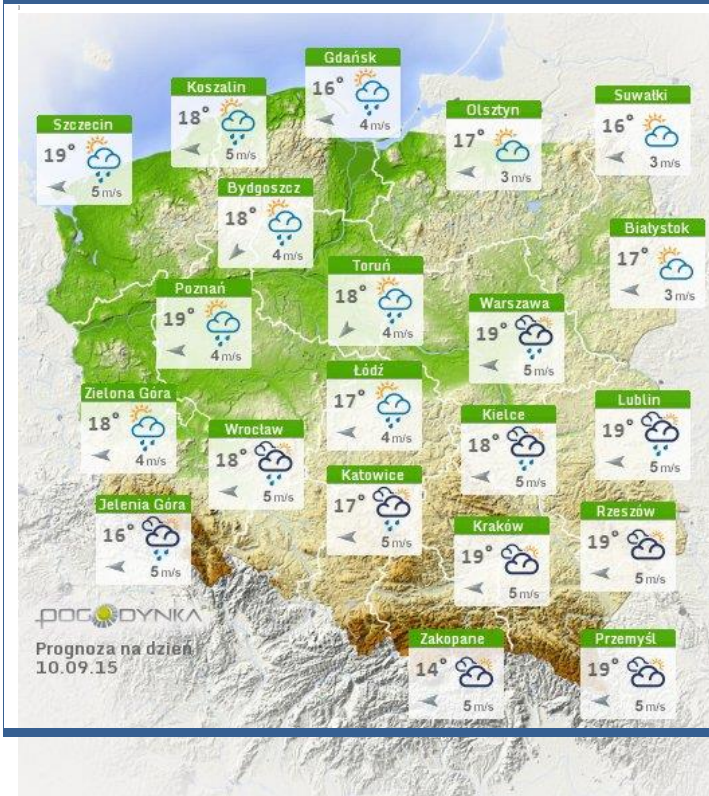 Gdańsk
16°
4 m/s
Koszalin
18°
5 m/s
Suwałki
16°
3 m/s
Olsztyn
17°
3 m/s
Szczecin
19°
5 m/s
Bydgoszcz
18°
4 m/s
Białystok
17°
3 m/s
Toruń
18°
4 m/s
Poznań
19°
4 m/s
Warszawa
19°
5 m/s
Łódź
17°
4 m/s
Zielona Góra
18°
4 m/s
Lublin
19°
5 m/s
Kielce
18°
5 m/s
Wrocław
18°
5 m/s
Katowice
17°
5 m/s
Jelenia Góra
16°
5 m/s
Rzeszów
19°
5 m/s
Kraków
19°
5 m/s
POGODYNKA
Prognoza na dzień
10.09.15
Zakopane
14°
5 m/s
Przemyśl
19°
5 m/s